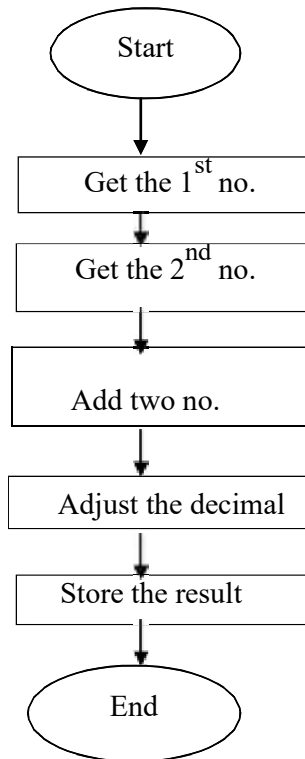 Start
Get the 1st no.
Get the 2nd no.
Add two no.
Adjust the decimal
Store the result
End